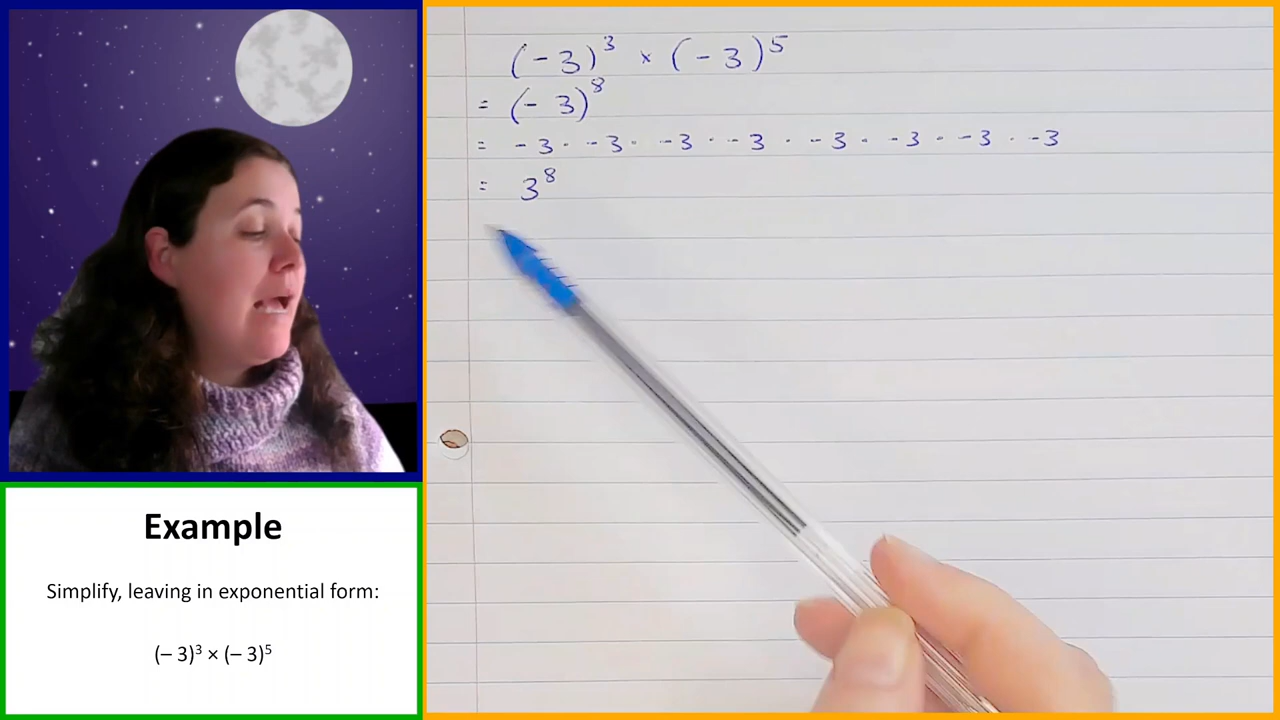 (-3)³ × (-3)⁵
= (-3)⁸
= -3 · -3 · -3 · -3 · -3 · -3 · -3 · -3
= 3⁸
Example
Simplify, leaving in exponential form:
(– 3)³ × (– 3)⁵